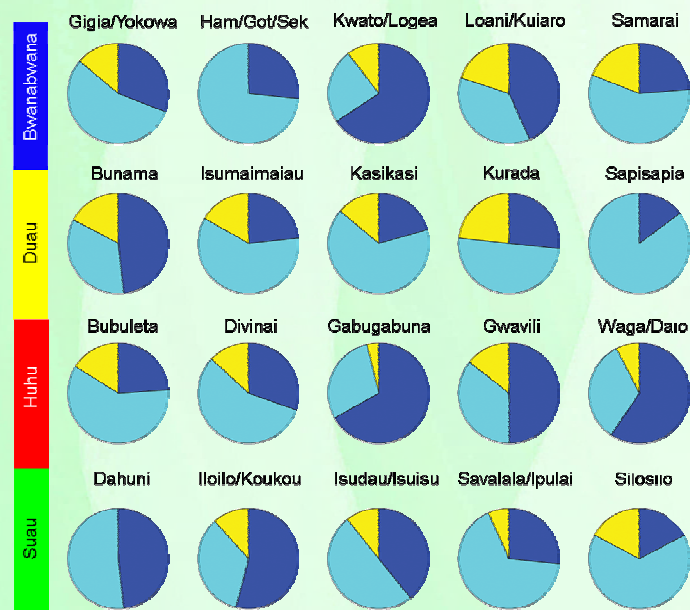 Bwanabwana
Gigia/Yokowa Ham/Got/Sek Kwato/Logea Loani/Kuiaro Samarai
Duau
Bunama Isumaimaiau Kasikasi Kurada Sapisapia
Huhu
Bubuleta Divinai Gabugabuna Gwavili Waga/Daio
Suau
Dahuni Iloilo/Koukou Isudau/Isuisu Savalala/Ipulai Silosilo